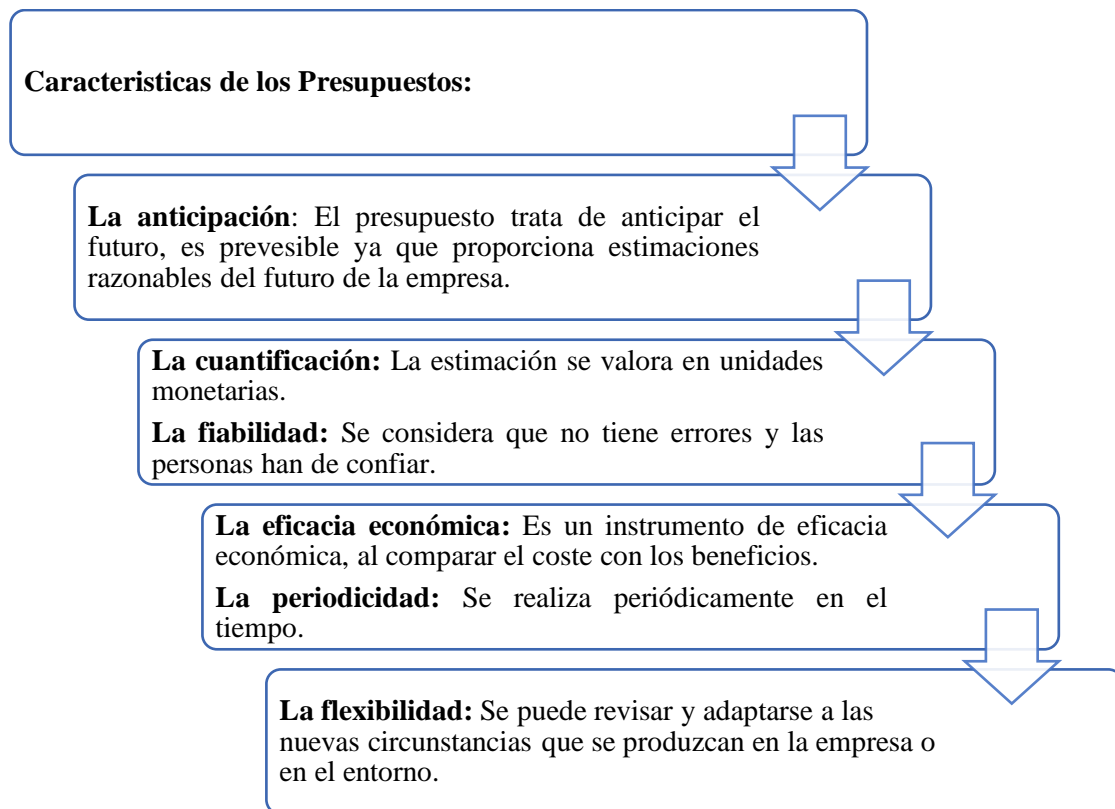 Caracteristicas de los Presupuestos:
La anticipación: El presupuesto trata de anticipar el
futuro, es prevesible ya que proporciona estimaciones
razonables del futuro de la empresa.
La cuantificación: La estimación se valora en unidades
monetarias.
La fiabilidad: Se considera que no tiene errores y las
personas han de confiar.
La eficacia económica: Es un instrumento de eficacia
económica, al comparar el coste con los beneficios.
La periodicidad: Se realiza periódicamente en el
tiempo.
La flexibilidad: Se puede revisar y adaptarse a las
nuevas circunstancias que se produzcan en la empresa o
en el entorno.